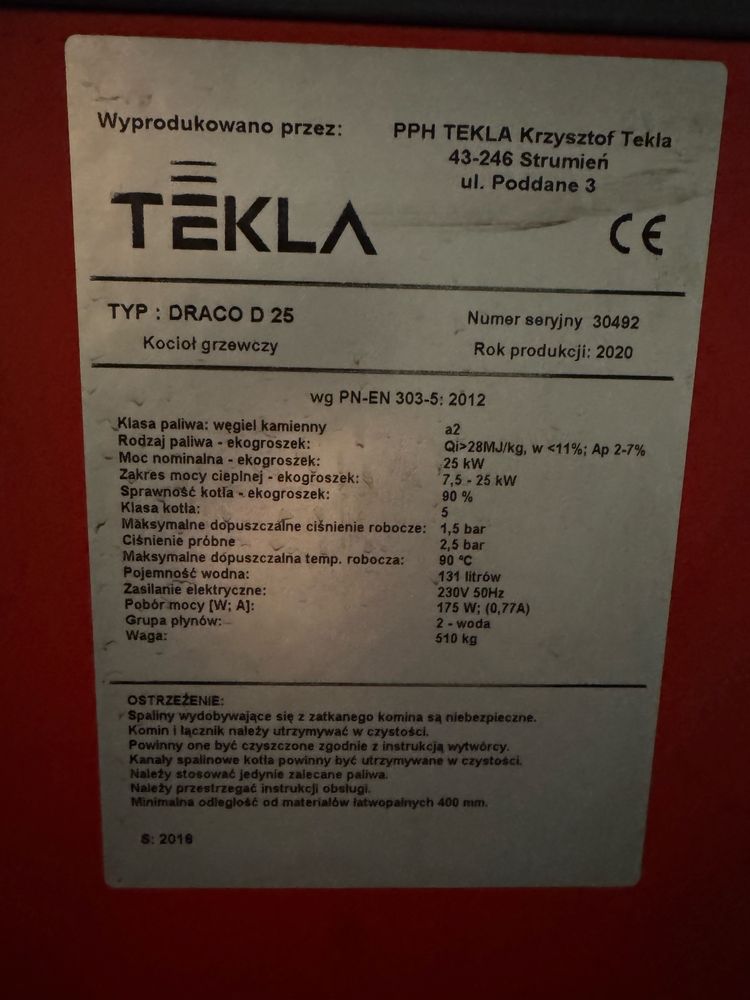 Wyprodukowano przez:
PPH TEKLA Krzysztof Tekla
43-246 Strumień
ul. Poddane 3
TEKLA
CE
TYP : DRACO D 25
Kocioł grzewczy
Numer seryjny 30492
Rok produkcji: 2020
wg PN-EN 303-5: 2012
Klasa paliwa: węgiel kamienny a2
Rodzaj paliwa - ekogroszek: Qi>28MJ/kg, w <11%; Ap 2-7%
Moc nominalna - ekogroszek: 25 kW
Zakres mocy cieplnej - ekogroszek: 7,5 - 25 kW
Sprawność kotła - ekogroszek: 90 %
Klasa kotła: 5
Maksymalne dopuszczalne ciśnienie robocze: 1,5 bar
Ciśnienie próbne 2,5 bar
Maksymalne dopuszczalna temp. robocza: 90 °C
Pojemność wodna: 131 litrów
Zasilanie elektryczne: 230V 50Hz
Pobór mocy [W; A]: 175 W; (0,77A)
Grupa płynów: 2 - woda
Waga: 510 kg
OSTRZEŻENIE:
Spaliny wydobywające się z zatkanego komina są niebezpieczne.
Komin i łącznik należy utrzymywać w czystości.
Powinny one być czyszczone zgodnie z instrukcją wytwórcy.
Kanały spalinowe kotła powinny być utrzymywane w czystości.
Należy stosować jedynie zalecane paliwa.
Należy przestrzegać instrukcji obsługi.
Minimalna odległość od materiałów łatwopalnych 400 mm.
S: 2016